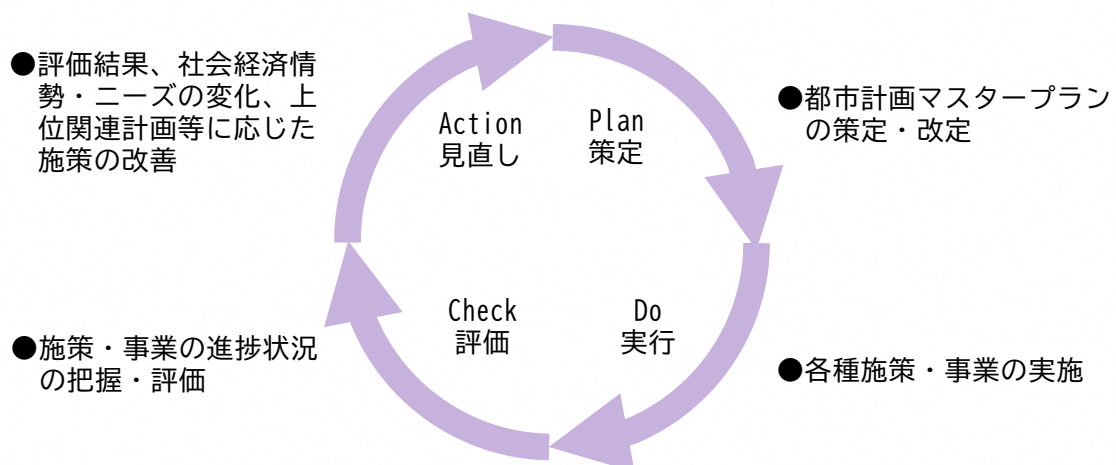 ●評価結果、社会経済情
勢・ニーズの変化、上
位関連計画等に応じた
施策の改善
Action
見直し
Plan
策定
●都市計画マスタープラン
の策定・改定
Check
評価
Do
実行
●施策・事業の進捗状況
の把握・評価
●各種施策・事業の実施